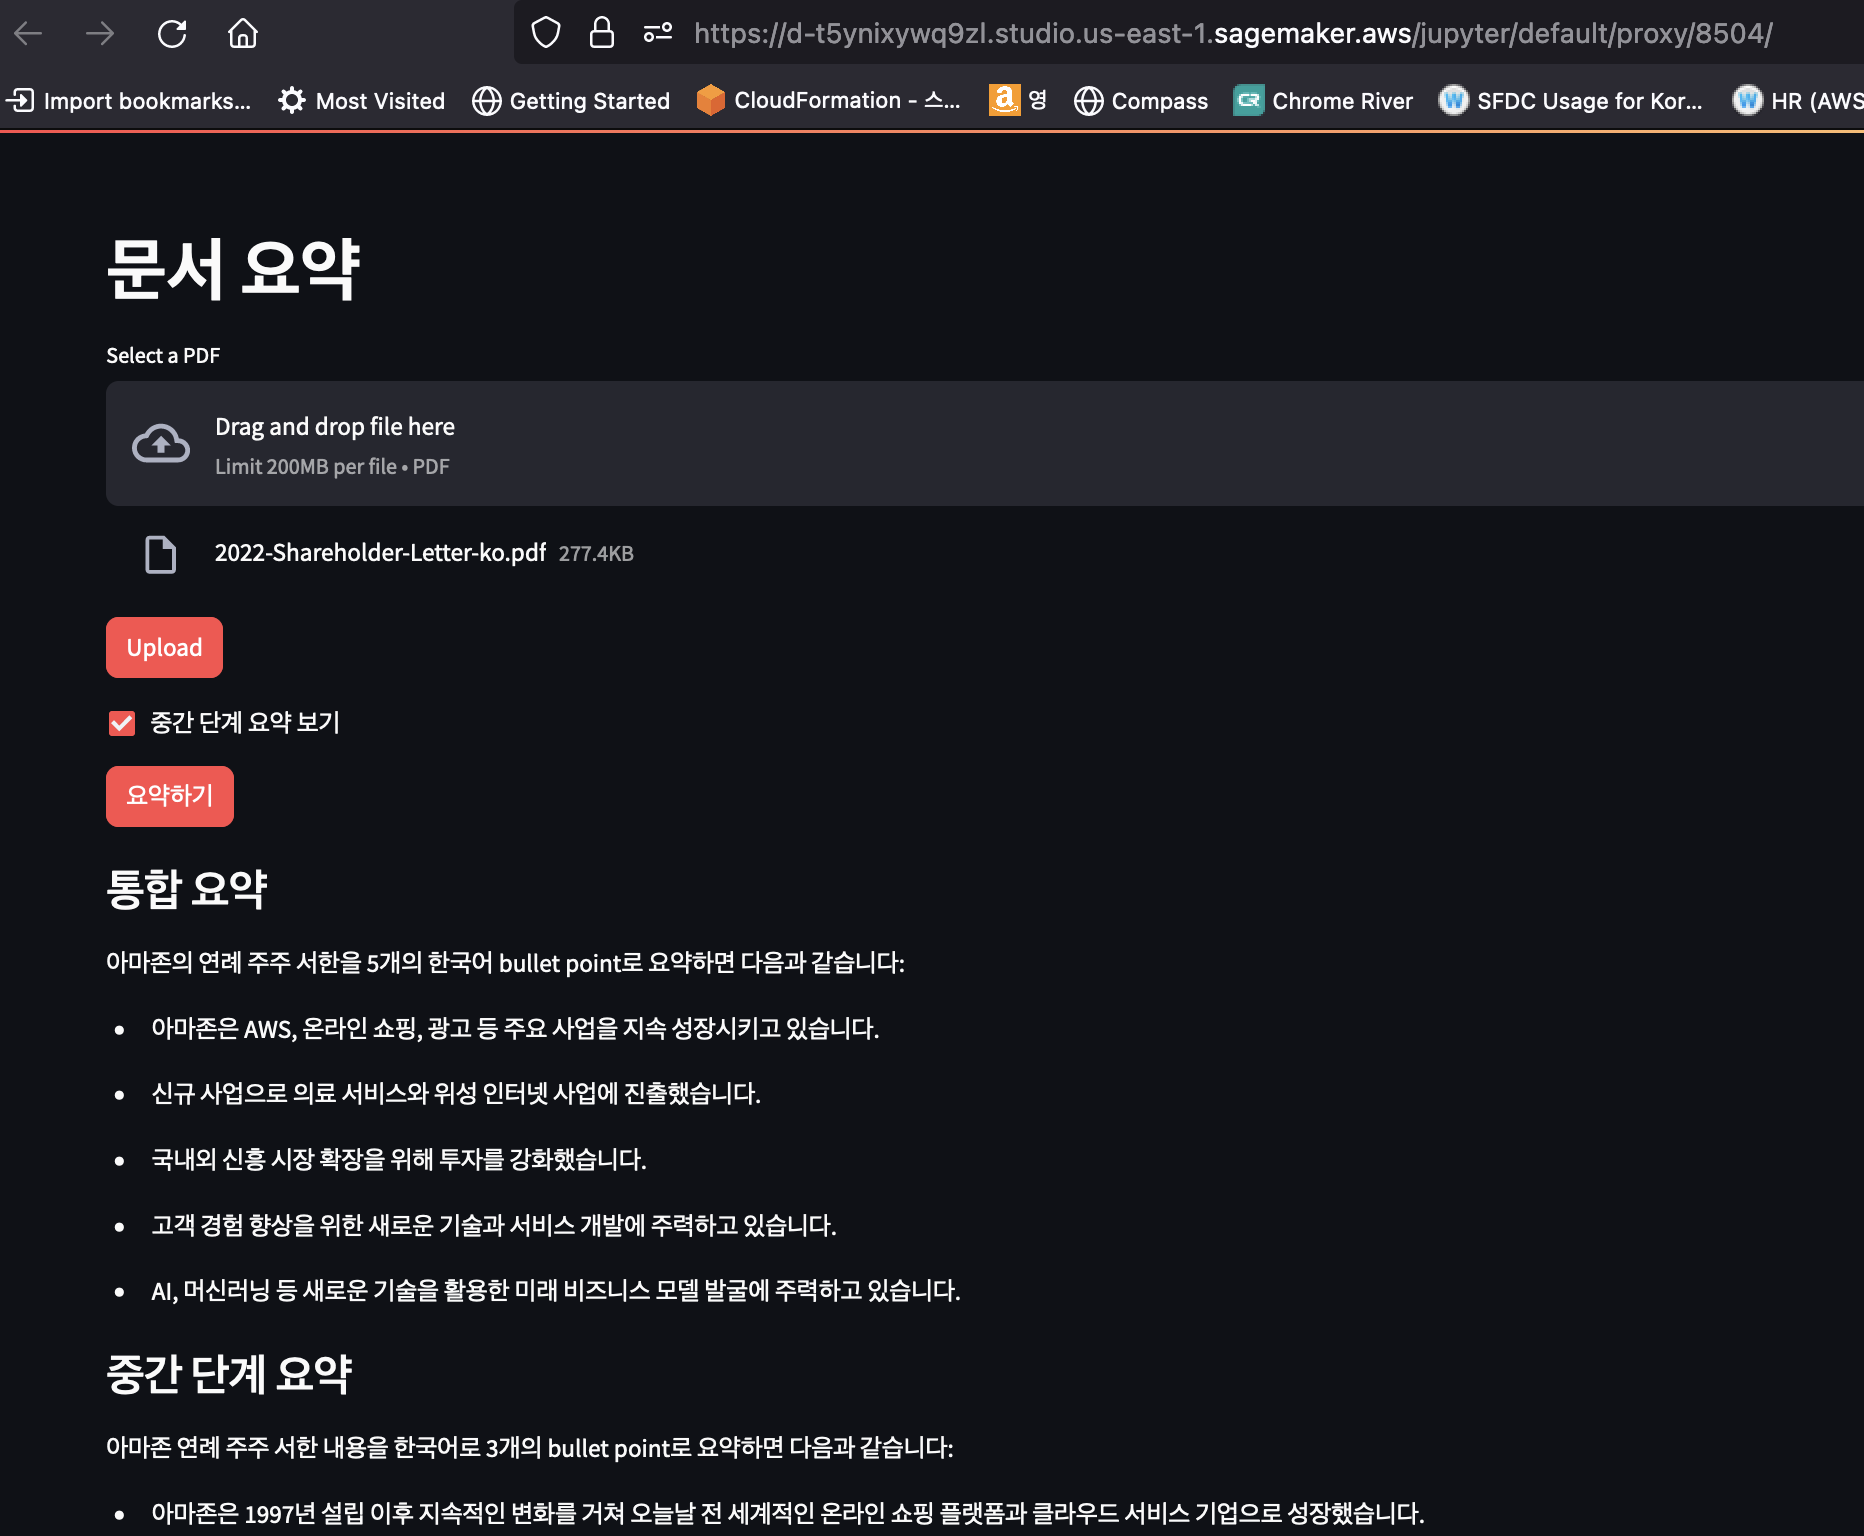 https://d-t5ynixywq9zl.studio.us-east-1.sagemaker.aws/jupyter/default/proxy/8504/
Import bookmarks... Most Visited Getting Started CloudFormation - 스... 영 Compass CR Chrome River W SFDC Usage for Kor... W HR (AWS
문서 요약
Select a PDF
Drag and drop file here
Limit 200MB per file • PDF
2022-Shareholder-Letter-ko.pdf 277.4KB
Upload
중간 단계 요약 보기
요약하기
통합 요약
아마존의 연례 주주 서한을 5개의 한국어 bullet point로 요약하면 다음과 같습니다:
• 아마존은 AWS, 온라인 쇼핑, 광고 등 주요 사업을 지속 성장시키고 있습니다.
• 신규 사업으로 의료 서비스와 위성 인터넷 사업에 진출했습니다.
• 국내외 신흥 시장 확장을 위해 투자를 강화했습니다.
• 고객 경험 향상을 위한 새로운 기술과 서비스 개발에 주력하고 있습니다.
• AI, 머신러닝 등 새로운 기술을 활용한 미래 비즈니스 모델 발굴에 주력하고 있습니다.
중간 단계 요약
아마존 연례 주주 서한 내용을 한국어로 3개의 bullet point로 요약하면 다음과 같습니다:
• 아마존은 1997년 설립 이후 지속적인 변화를 거쳐 오늘날 전 세계적인 온라인 쇼핑 플랫폼과 클라우드 서비스 기업으로 성장했습니다.